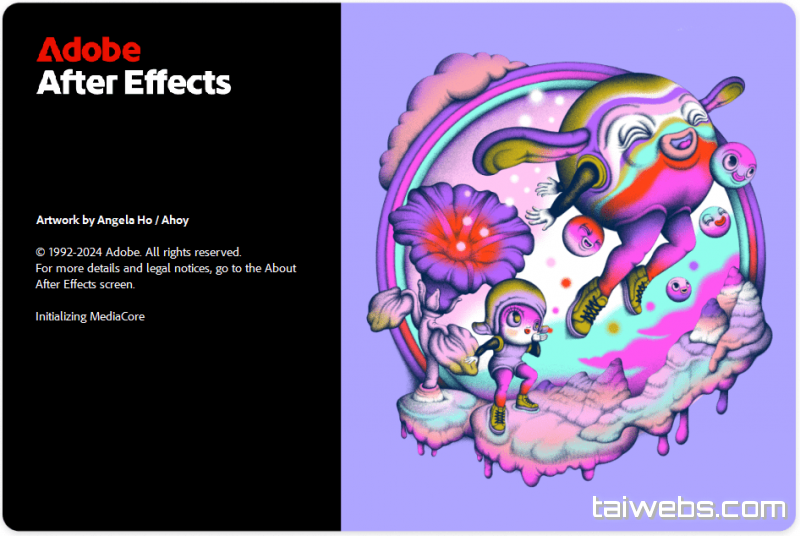 Adobe
After Effects
Artwork by Angela Ho / Ahoy
© 1992-2024 Adobe. All rights reserved.
For more details and legal notices, go to the About
After Effects screen.
Initializing MediaCore
taiwebs.com